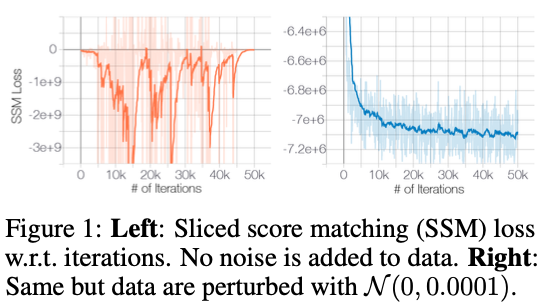 SSM Loss
0
-1e+9
-2e+9
-3e+9
0 10k 20k 30k 40k 50k
# of Iterations
-6.4e+6
-6.6e+6
-6.8e+6
-7e+6
-7.2e+6
0 10k 20k 30k 40k 50k
# of Iterations
Figure 1: Left: Sliced score matching (SSM) loss
w.r.t. iterations. No noise is added to data. Right:
Same but data are perturbed with 𝒩(0, 0.0001).